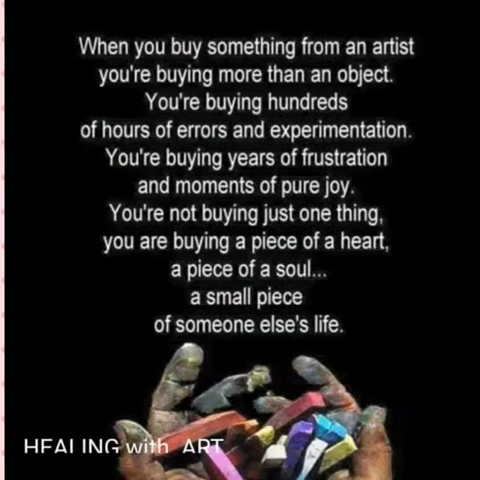 When you buy something from an artist
you're buying more than an object.
You're buying hundreds
of hours of errors and experimentation.
You're buying years of frustration
and moments of pure joy.
You're not buying just one thing,
you are buying a piece of a heart,
a piece of a soul...
a small piece
of someone else's life.
HEALING with ART